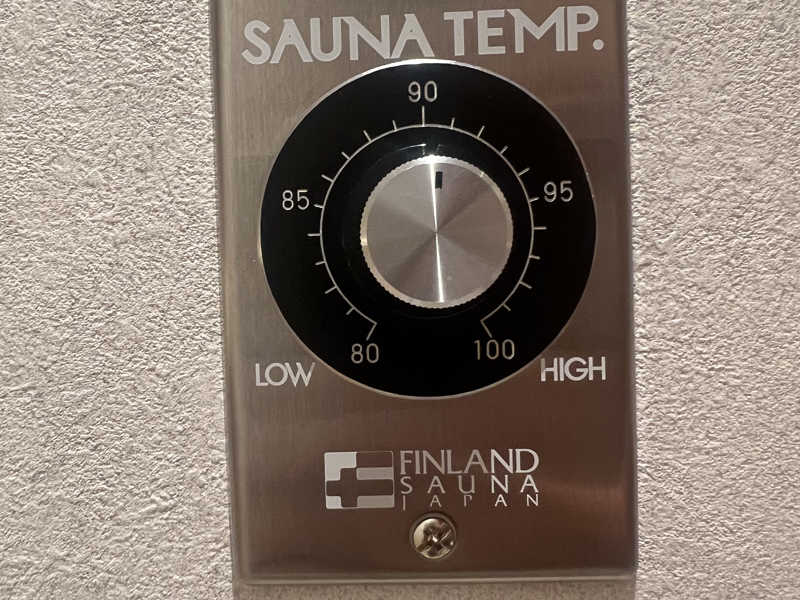 SAUNA TEMP.
90
85 95
80 100
LOW HIGH
FINLAND
SAUNA
JAPAN